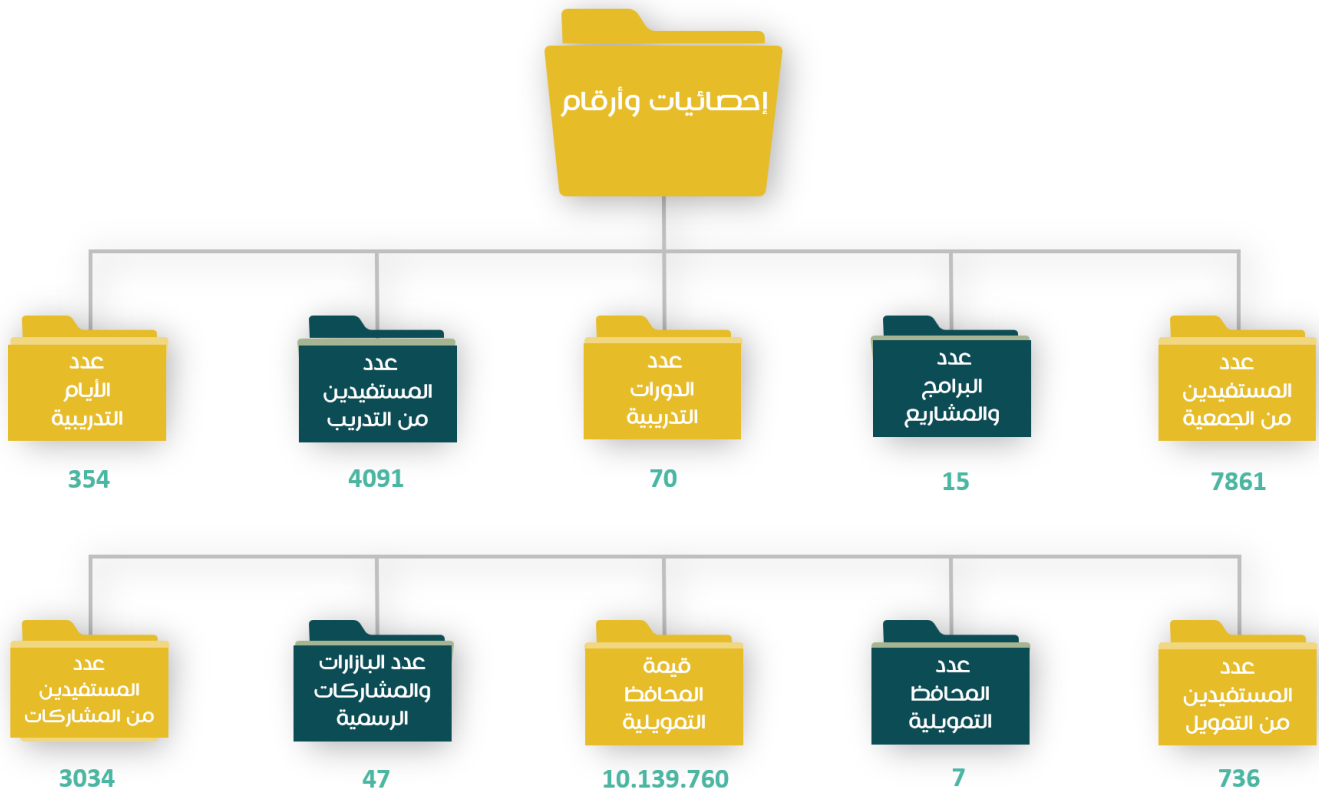 إحصائيات وأرقام
عدد
المستفيدين
من الجمعية
7861
عدد
البرامج
والمشاريع
15
عدد
الدورات
التدريبية
70
عدد
المستفيدين
من التدريب
4091
عدد
الأيام
التدريبية
354
عدد
المستفيدين
من التمويل
736
عدد
المحافظ
التمويلية
7
قيمة
المحافظ
التمويلية
10.139.760
عدد البازارات
والمشاركات
الرسمية
47
عدد
المستفيدين
من المشاركات
3034